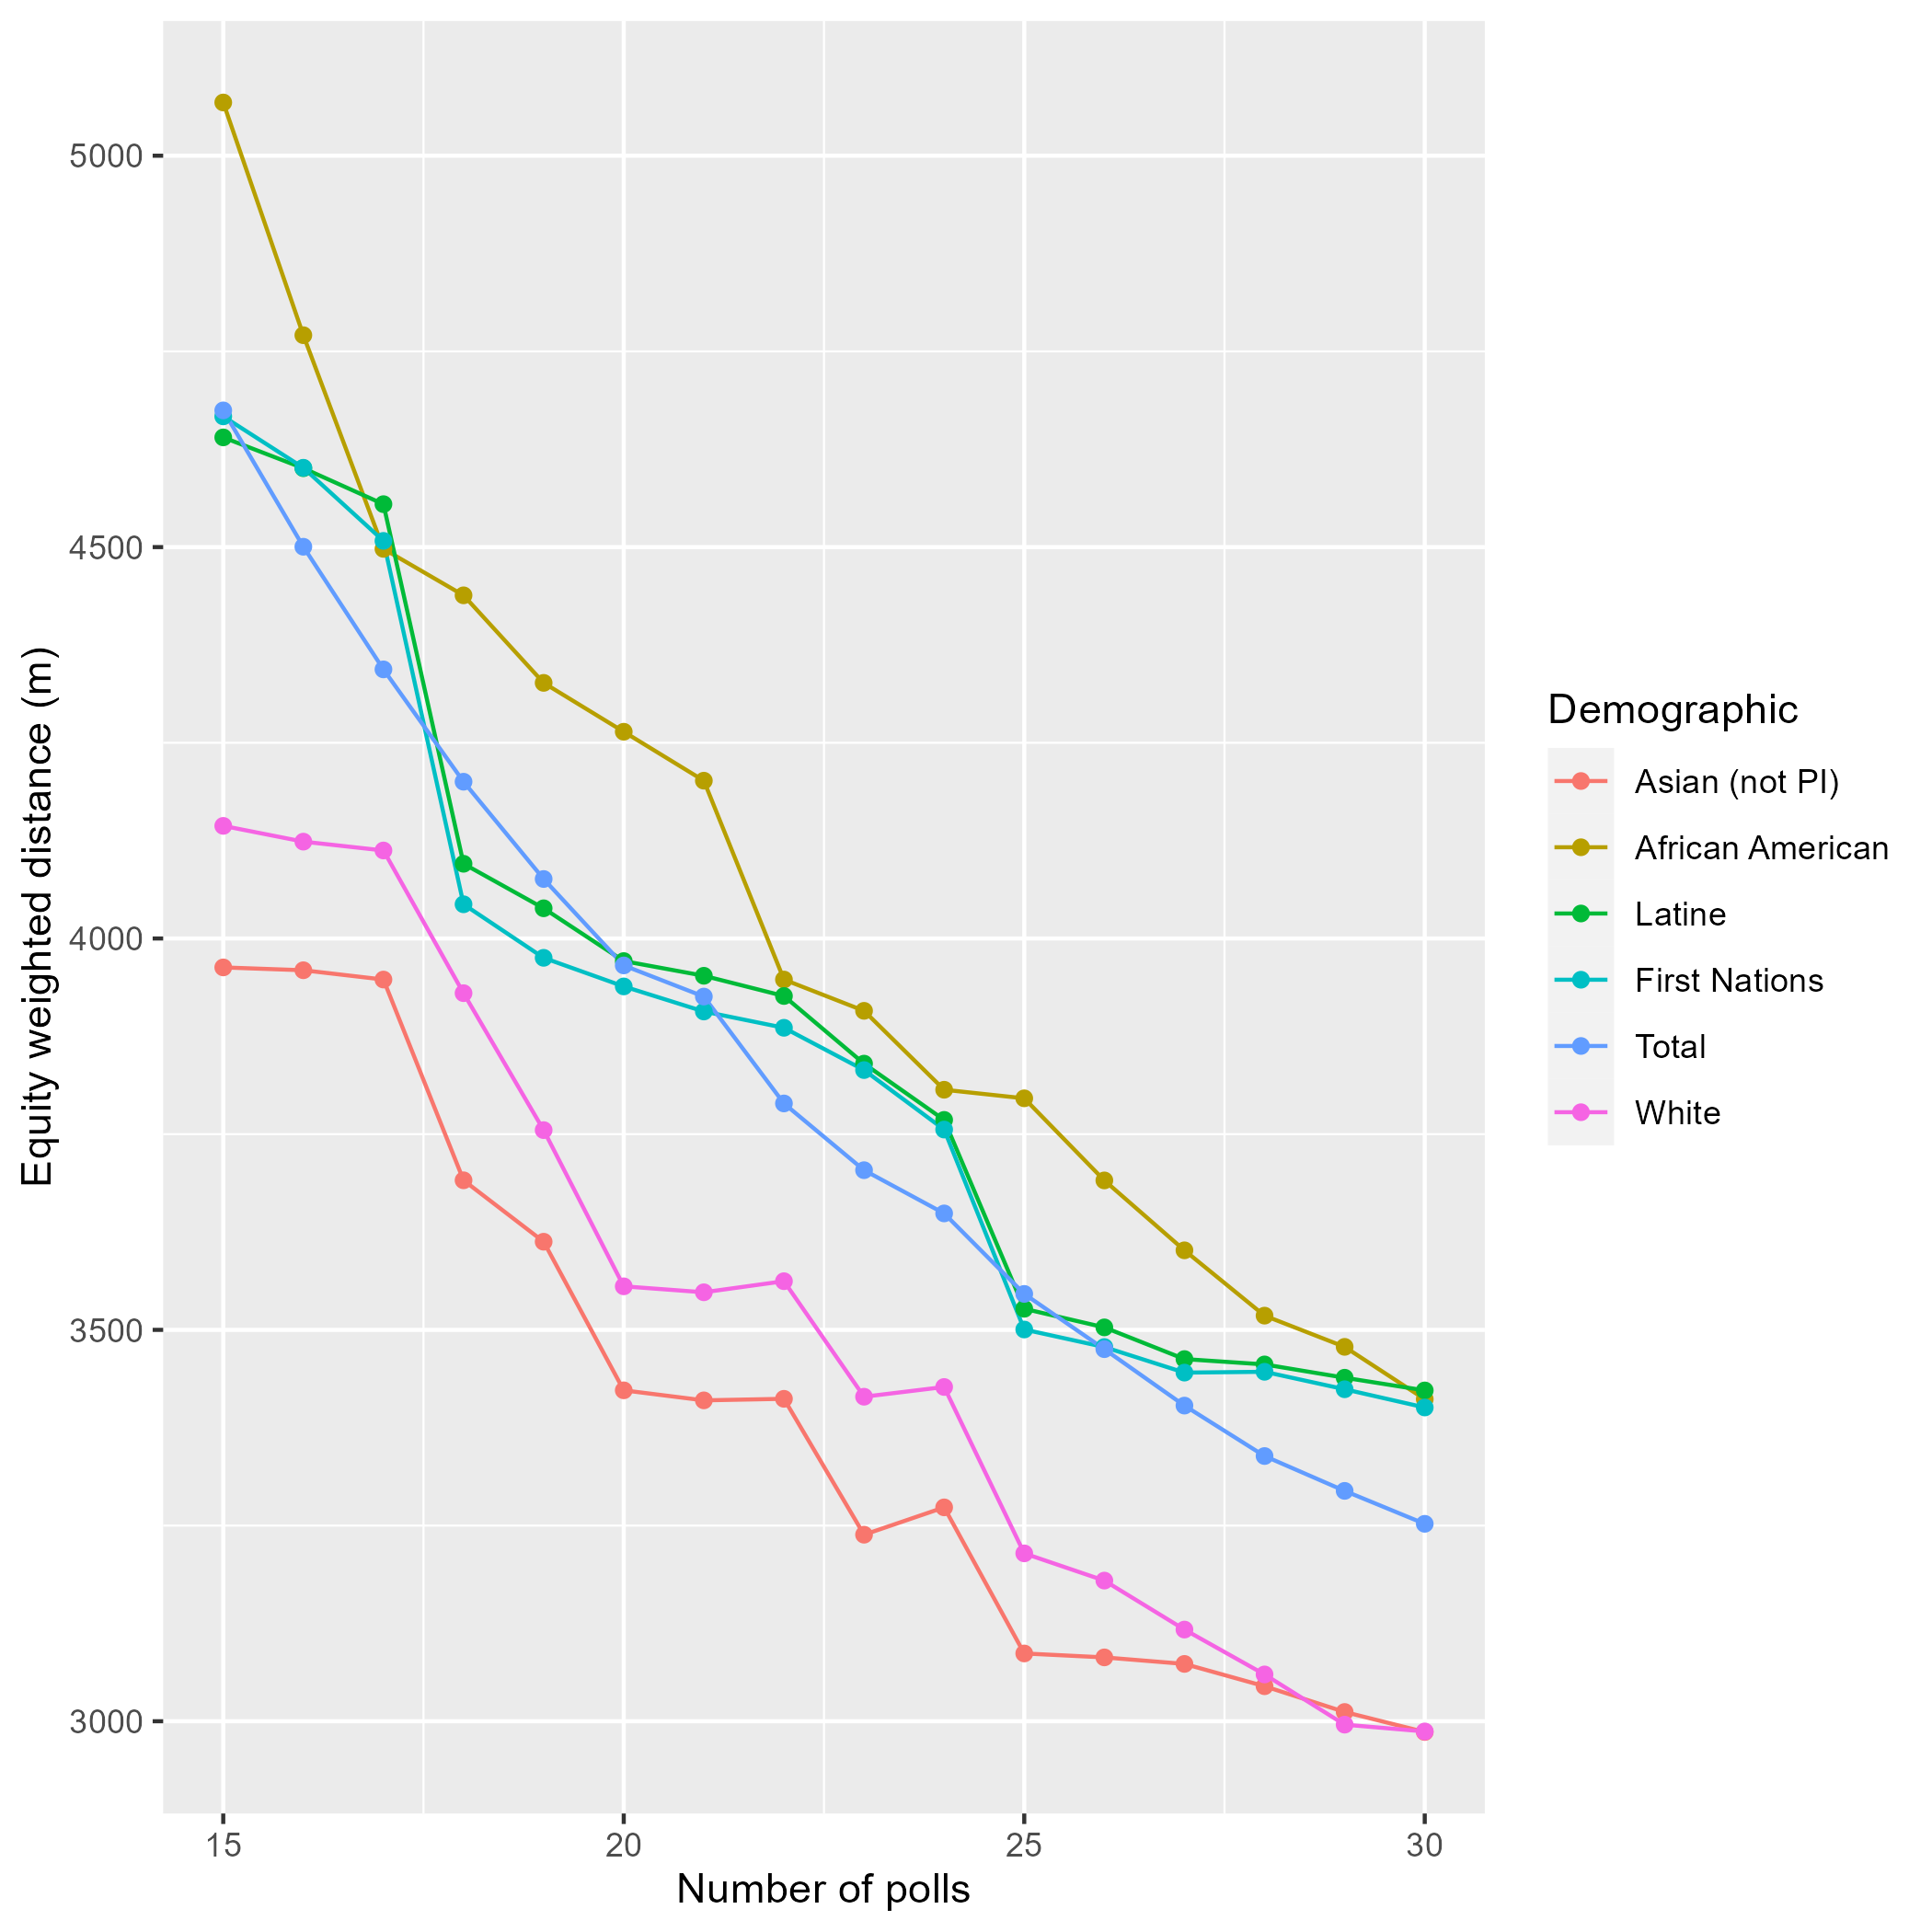 Equity weighted distance (m)
5000
4500
4000
3500
3000
15 20 25 30
Number of polls
Demographic
Asian (not PI)
African American
Latine
First Nations
Total
White